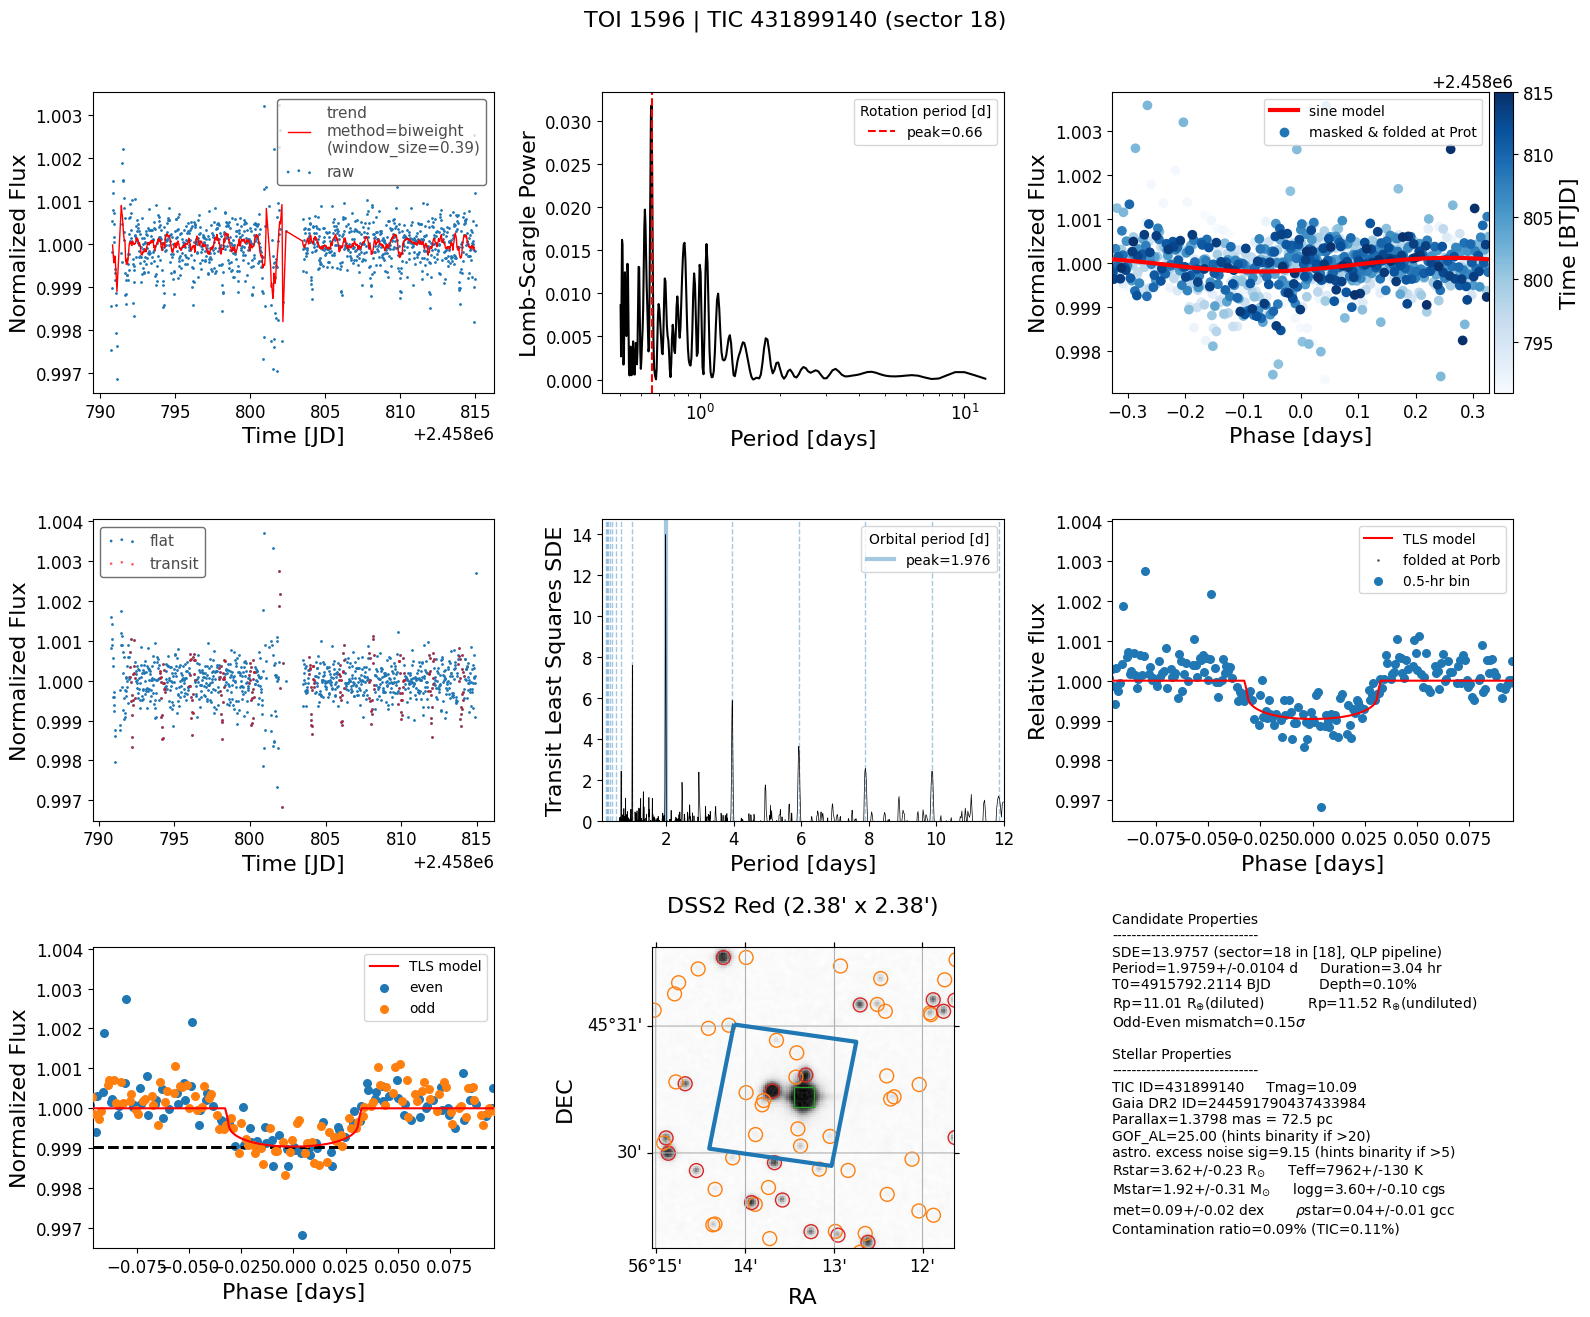 TOI 1596 | TIC 431899140 (sector 18)
Normalized Flux
1.003
1.002
1.001
1.000
0.999
0.998
0.997
trend
method=biweight
(window_size=0.39)
raw
790 795 800 805 810 815
Time [JD]
+2.458e6
Lomb-Scargle Power
0.030
0.025
0.020
0.015
0.010
0.005
0.000
Rotation period [d]
peak=0.66
10⁰ 10¹
Period [days]
Normalized Flux
1.003
1.002
1.001
1.000
0.999
0.998
sine model
masked & folded at Prot
−0.3 −0.2 −0.1 0.0 0.1 0.2 0.3
Phase [days]
+2.458e6
815
810
805
800
795
Time [BTJD]
Normalized Flux
1.004
1.003
1.002
1.001
1.000
0.999
0.998
0.997
flat
transit
790 795 800 805 810 815
Time [JD]
+2.458e6
Transit Least Squares SDE
14
12
10
8
6
4
2
0
Orbital period [d]
peak=1.976
2 4 6 8 10 12
Period [days]
Relative flux
1.004
1.003
1.002
1.001
1.000
0.999
0.998
0.997
TLS model
folded at Porb
0.5-hr bin
−0.075 −0.050 −0.025 0.000 0.025 0.050 0.075
Phase [days]
Normalized Flux
1.004
1.003
1.002
1.001
1.000
0.999
0.998
0.997
TLS model
even
odd
−0.075 −0.050 −0.025 0.000 0.025 0.050 0.075
Phase [days]
DSS2 Red (2.38' x 2.38')
DEC
45°31'
30'
56°15' 14' 13' 12'
RA
Candidate Properties
------------------------------
SDE=13.9757 (sector=18 in [18], QLP pipeline)
Period=1.9759+/-0.0104 d Duration=3.04 hr
T0=4915792.2114 BJD Depth=0.10%
Rp=11.01 R⊕(diluted) Rp=11.52 R⊕(undiluted)
Odd-Even mismatch=0.15σ
Stellar Properties
------------------------------
TIC ID=431899140 Tmag=10.09
Gaia DR2 ID=244591790437433984
Parallax=1.3798 mas = 72.5 pc
GOF_AL=25.00 (hints binarity if >20)
astro. excess noise sig=9.15 (hints binarity if >5)
Rstar=3.62+/-0.23 R⊙ Teff=7962+/-130 K
Mstar=1.92+/-0.31 M⊙ logg=3.60+/-0.10 cgs
met=0.09+/-0.02 dex ρstar=0.04+/-0.01 gcc
Contamination ratio=0.09% (TIC=0.11%)